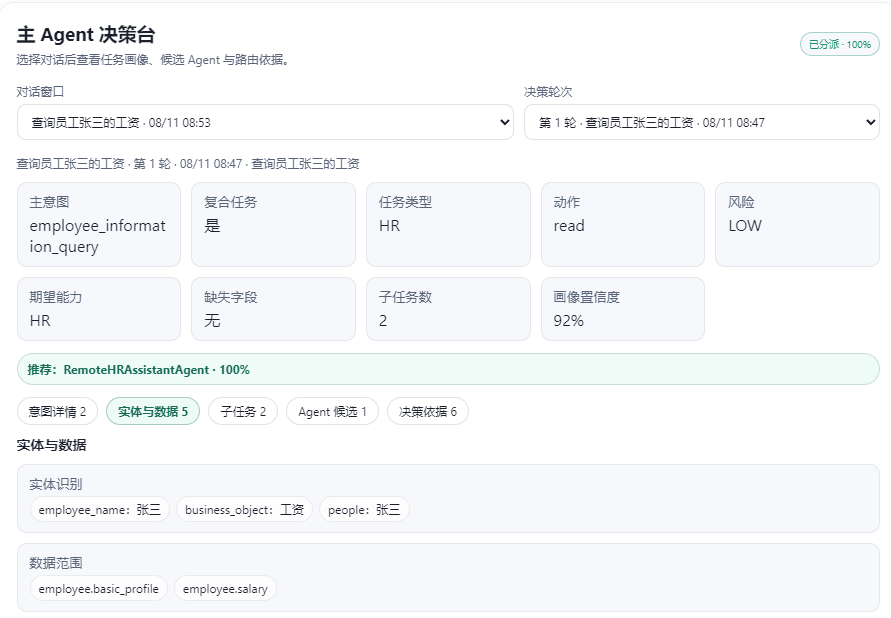 主 Agent 决策台
选择对话后查看任务画像、候选 Agent 与路由依据。
已分派 · 100%
对话窗口
决策轮次
查询员工张三的工资 · 08/11 08:53
第 1 轮 · 查询员工张三的工资 · 08/11 08:47
查询员工张三的工资 · 第 1 轮 · 08/11 08:47 · 查询员工张三的工资
主意图
employee_informat
ion_query
复合任务
是
任务类型
HR
动作
read
风险
LOW
期望能力
HR
缺失字段
无
子任务数
2
画像置信度
92%
推荐：RemoteHRAssistantAgent · 100%
意图详情 2
实体与数据 5
子任务 2
Agent 候选 1
决策依据 6
实体与数据
实体识别
employee_name：张三
business_object：工资
people：张三
数据范围
employee.basic_profile
employee.salary